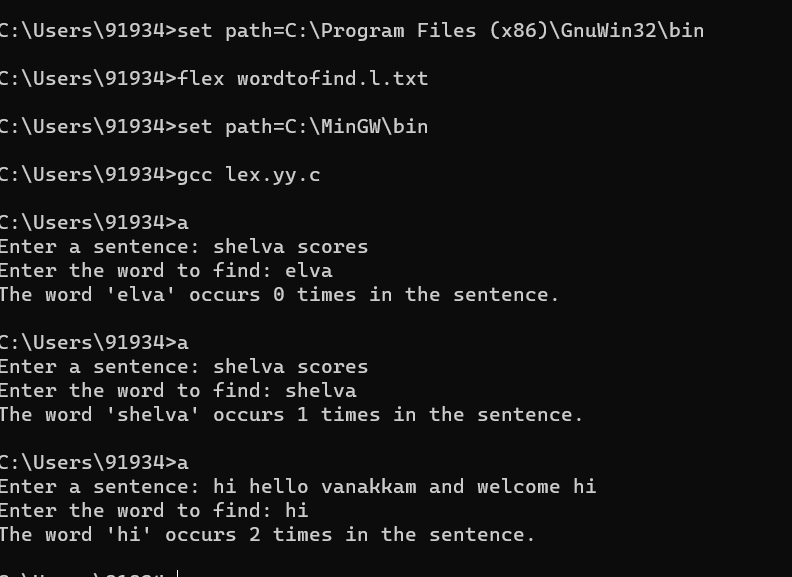 C:\Users\91934>set path=C:\Program Files (x86)\GnuWin32\bin
C:\Users\91934>flex wordtofind.l.txt
C:\Users\91934>set path=C:\MinGW\bin
C:\Users\91934>gcc lex.yy.c
C:\Users\91934>a
Enter a sentence: shelva scores
Enter the word to find: elva
The word 'elva' occurs 0 times in the sentence.
C:\Users\91934>a
Enter a sentence: shelva scores
Enter the word to find: shelva
The word 'shelva' occurs 1 times in the sentence.
C:\Users\91934>a
Enter a sentence: hi hello vanakkam and welcome hi
Enter the word to find: hi
The word 'hi' occurs 2 times in the sentence.